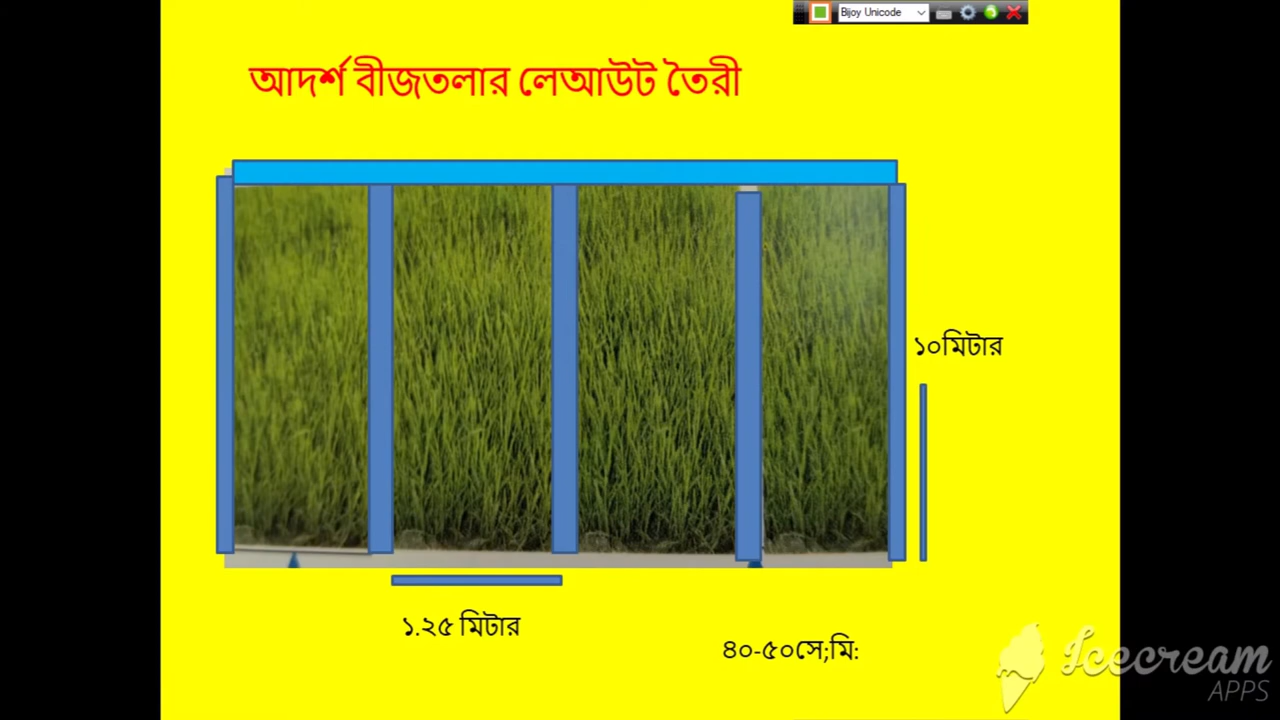 Bijoy Unicode
আদর্শ বীজতলার লেআউট তৈরী
১০মিটার
১.২৫ মিটার
৪০-৫০সে;মি:
Icecream
APPS